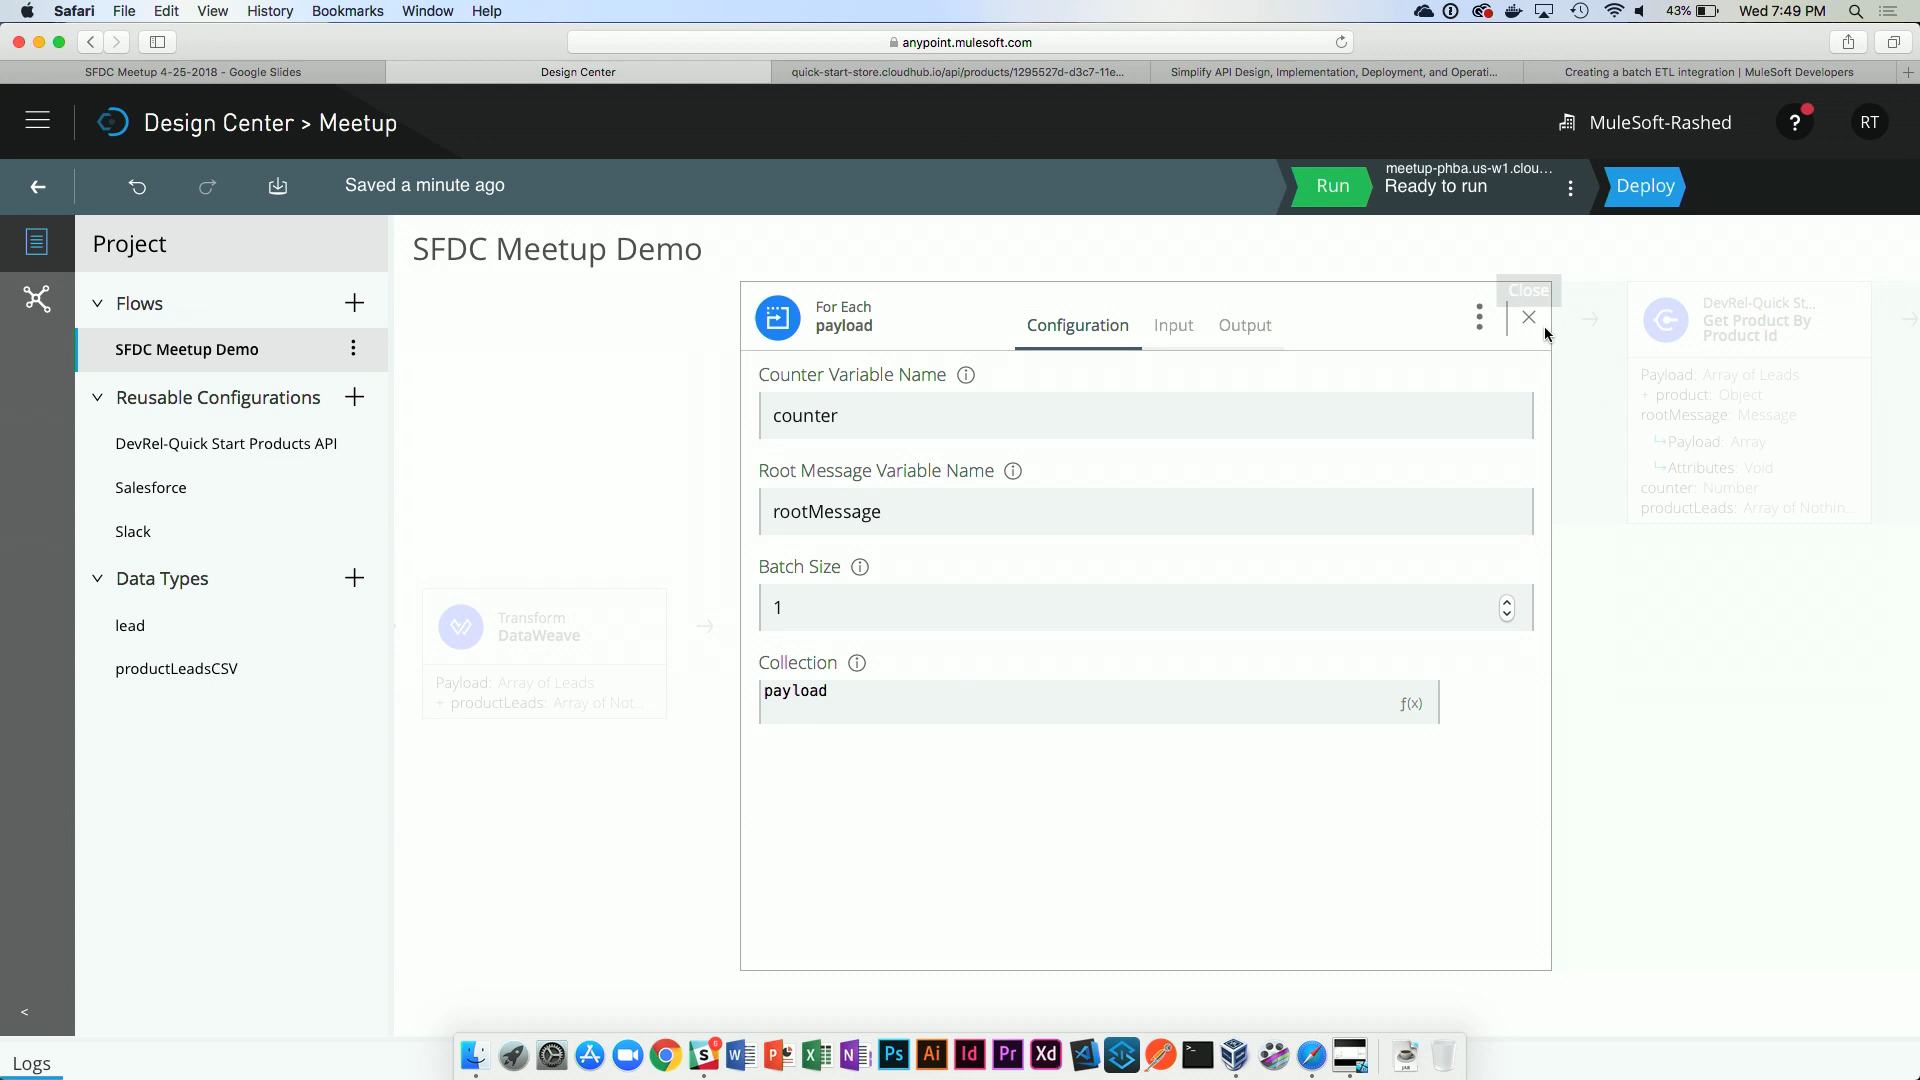 Safari File Edit View History Bookmarks Window Help 43% Wed 7:49 PM
anypoint.mulesoft.com
SFDC Meetup 4-25-2018 - Google Slides
Design Center
quick-start-store.cloudhub.io/api/products/1295527d-d3c7-11e...
Simplify API Design, Implementation, Deployment, and Operati...
Creating a batch ETL integration | MuleSoft Developers
Design Center > Meetup
MuleSoft-Rashed
?
RT
Saved a minute ago
Run
meetup-phba.us-w1.clou...
Ready to run
Deploy
Project
Flows
SFDC Meetup Demo
Reusable Configurations
DevRel-Quick Start Products API
Salesforce
Slack
Data Types
lead
productLeadsCSV
<
Logs
SFDC Meetup Demo
Transform
DataWeave
Payload: Array of Leads
+ productLeads: Array of Not...
For Each
payload
Configuration
Input
Output
Close
Counter Variable Name
counter
Root Message Variable Name
rootMessage
Batch Size
1
Collection
payload
f(x)
DevRel-Quick St...
Get Product By
Product Id
Payload: Array of Leads
+ product: Object
rootMessage: Message
Payload: Array
Attributes: Void
counter: Number
productLeads: Array of Nothin...
6
Ps
Ai
Id
Pr
Xd
JAR